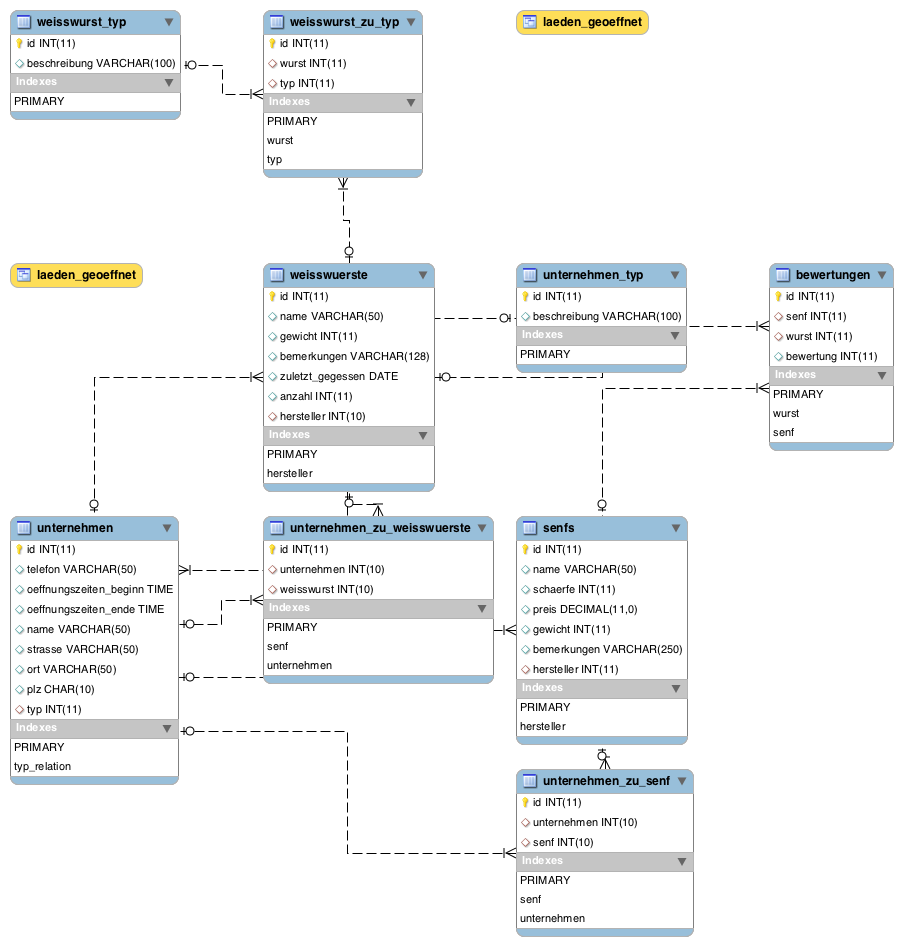 weisswurst_typ
id INT(11)
beschreibung VARCHAR(100)
Indexes
PRIMARY
weisswurst_zu_typ
id INT(11)
wurst INT(11)
typ INT(11)
Indexes
PRIMARY
wurst
typ
laeden_geoeffnet
laeden_geoeffnet
weisswuerste
id INT(11)
name VARCHAR(50)
gewicht INT(11)
bemerkungen VARCHAR(128)
zuletzt_gegessen DATE
anzahl INT(11)
hersteller INT(10)
Indexes
PRIMARY
hersteller
unternehmen_typ
id INT(11)
beschreibung VARCHAR(100)
Indexes
PRIMARY
bewertungen
id INT(11)
senf INT(11)
wurst INT(11)
bewertung INT(11)
Indexes
PRIMARY
wurst
senf
unternehmen
id INT(11)
telefon VARCHAR(50)
oeffnungszeiten_beginn TIME
oeffnungszeiten_ende TIME
name VARCHAR(50)
strasse VARCHAR(50)
ort VARCHAR(50)
plz CHAR(10)
typ INT(11)
Indexes
PRIMARY
typ_relation
unternehmen_zu_weisswuerste
id INT(11)
unternehmen INT(10)
weisswurst INT(10)
Indexes
PRIMARY
senf
unternehmen
senfs
id INT(11)
name VARCHAR(50)
schaerfe INT(11)
preis DECIMAL(11,0)
gewicht INT(11)
bemerkungen VARCHAR(250)
hersteller INT(11)
Indexes
PRIMARY
hersteller
unternehmen_zu_senf
id INT(11)
unternehmen INT(10)
senf INT(10)
Indexes
PRIMARY
senf
unternehmen